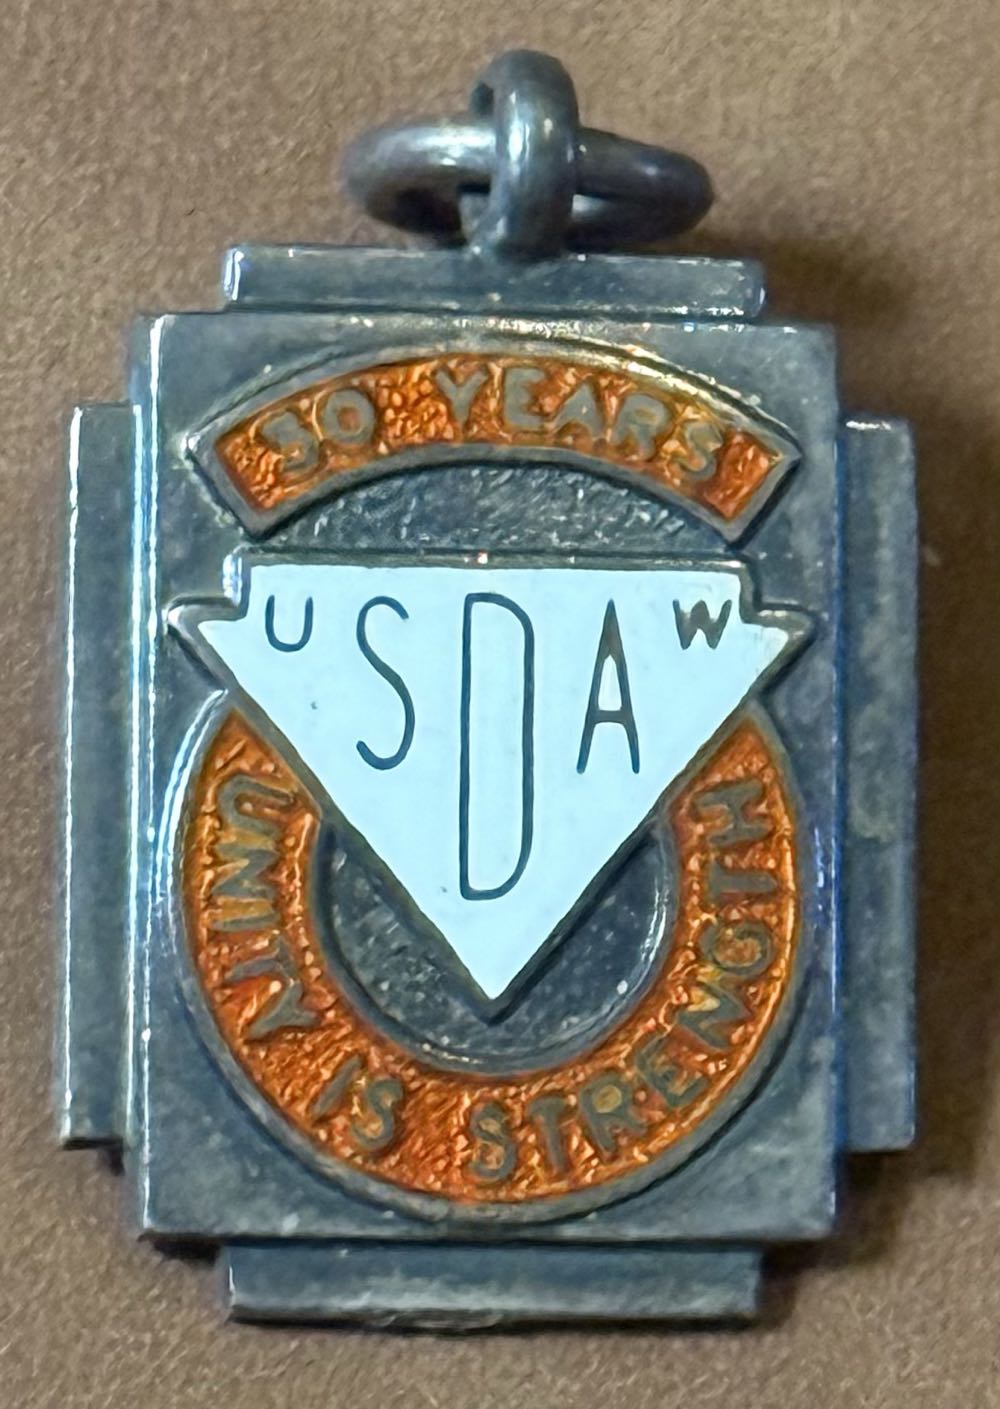 30 YEARS
USDAW
UNITY IS STRENGTH